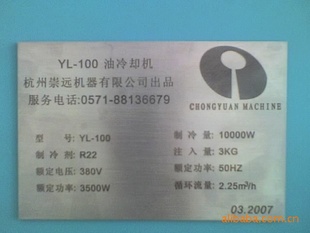 YL-100 油冷却机
杭州崇远机器有限公司出品
服务电话:0571-88136679
CHONGYUAN MACHINE
型 号: YL-100
制冷剂: R22
额定电压: 380V
额定功率: 3500W
制冷量: 10000W
注入量: 3KG
额定功率: 50HZ
循环流量: 2.25m³/h
03.2007